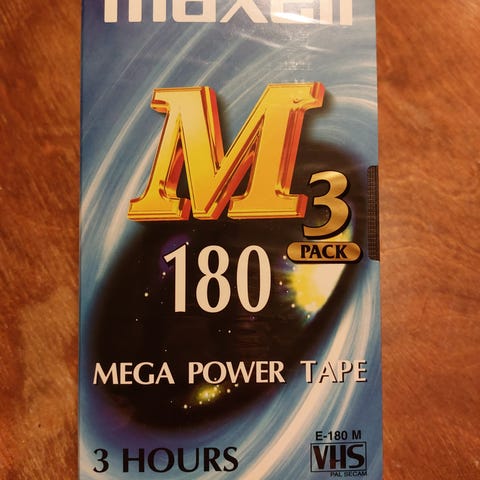 maxell
M
3
PACK
180
MEGA POWER TAPE
E-180 M
3 HOURS
VHS
PAL SECAM